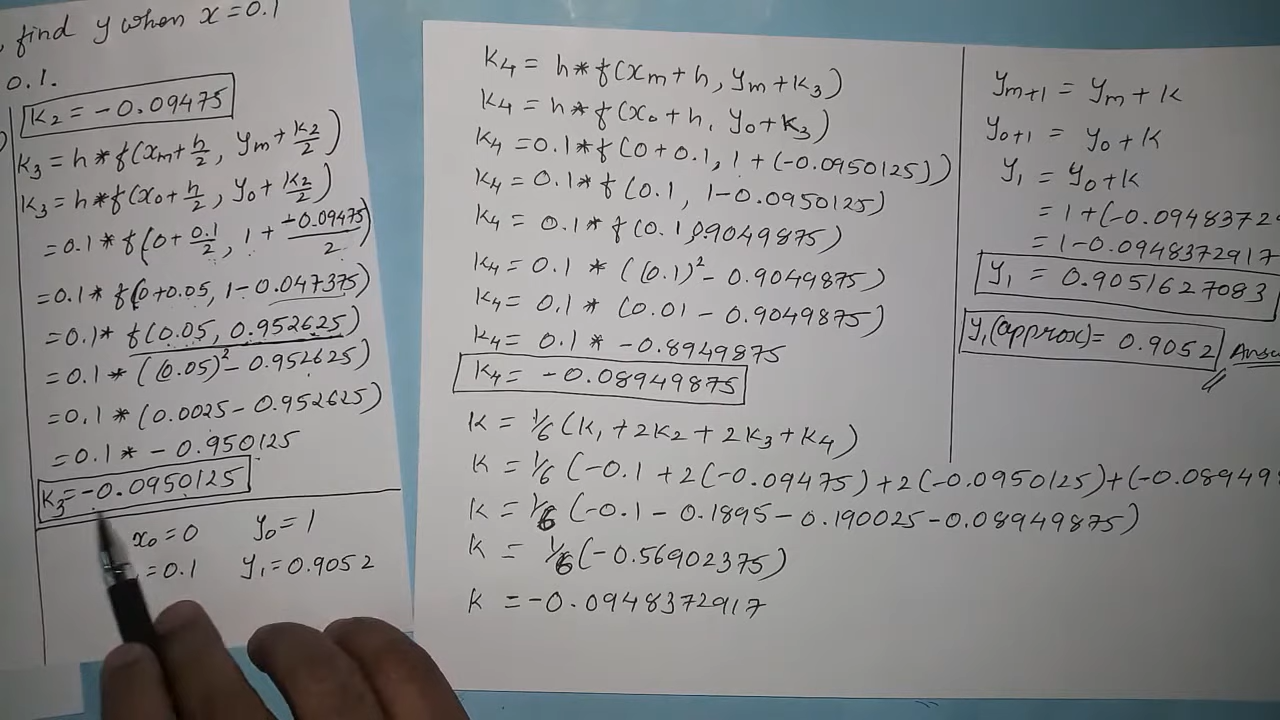 find y when x = 0.1
0.1.
K2 = -0.09475
K3 = h*f(xm+h/2, ym+K2/2)
K3 = h*f(x0+h/2, y0+K2/2)
= 0.1*f(0+0.1/2, 1+-0.09475/2)
= 0.1*f(0+0.05, 1-0.047375)
= 0.1*f(0.05, 0.952625)
= 0.1*((0.05)²-0.952625)
= 0.1*(0.0025-0.952625)
= 0.1*-0.950125
K3 = -0.0950125
x0 = 0 y0 = 1
= 0.1 y1 = 0.9052
K4 = h*f(xm+h, ym+K3)
K4 = h*f(x0+h, y0+K3)
K4 = 0.1*f(0+0.1, 1+(-0.0950125))
K4 = 0.1*f(0.1, 1-0.0950125)
K4 = 0.1*f(0.1, 0.9049875)
K4 = 0.1*((0.1)²-0.9049875)
K4 = 0.1*(0.01-0.9049875)
K4 = 0.1*-0.8949875
K4 = -0.08949875
K = 1/6(K1+2K2+2K3+K4)
K = 1/6(-0.1+2(-0.09475)+2(-0.0950125)+(-0.08949
K = 1/6(-0.1-0.1895-0.190025-0.08949875)
K = 1/6(-0.56902375)
K = -0.0948372917
ym+1 = ym+K
y0+1 = y0+K
y1 = y0+K
= 1+(-0.09483729
= 1-0.0948372917
y1 = 0.9051627083
y1(approx) = 0.9052